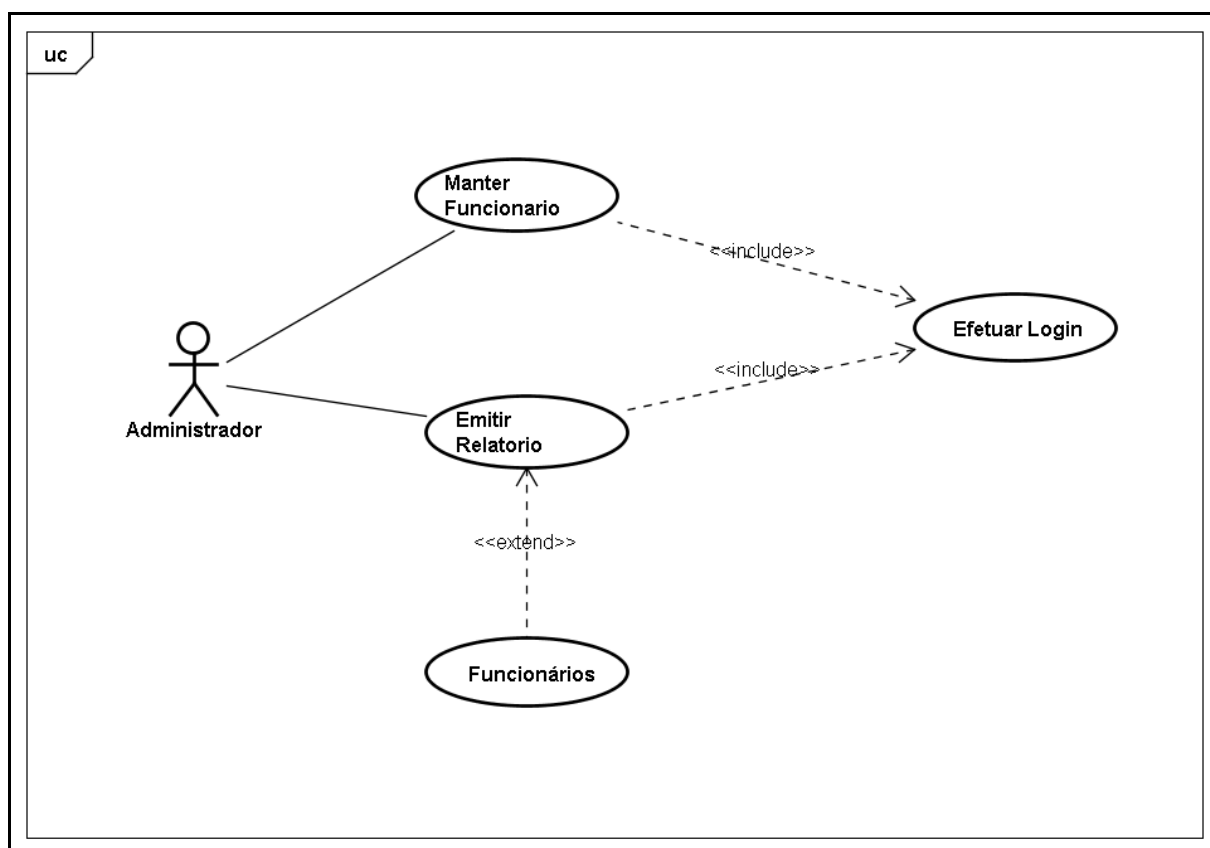 uc
Manter
Funcionario
<<include>>
Efetuar Login
<<include>>
Administrador
Emitir
Relatorio
<<extend>>
Funcionários